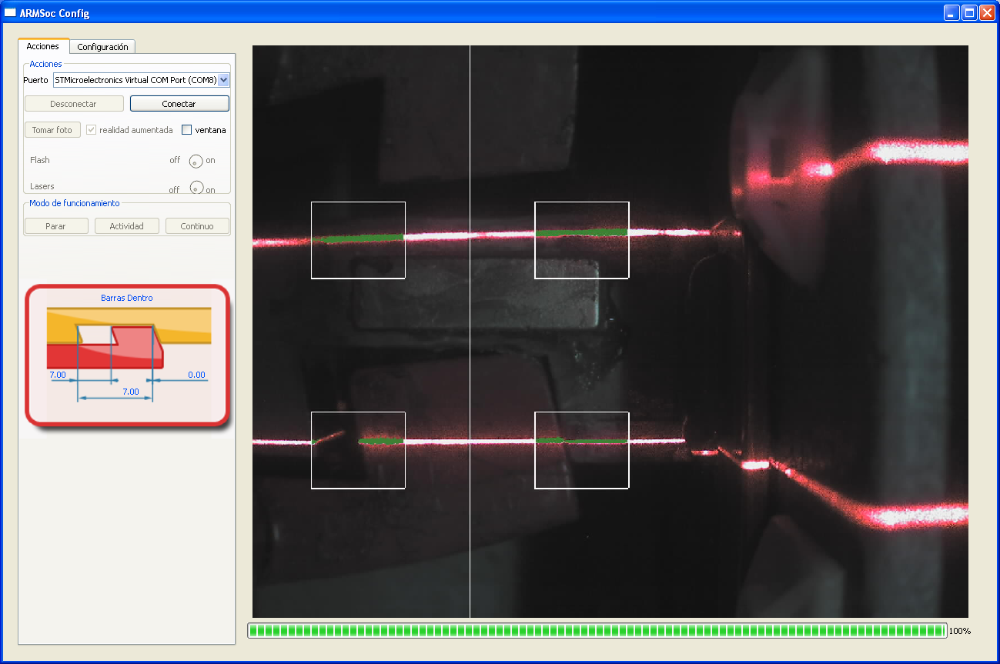 ARMSoc Config
Acciones Configuración
Acciones
Puerto STMicroelectronics Virtual COM Port (COM8)
Desconectar Conectar
Tomar foto realidad aumentada ventana
Flash off on
Lasers off on
Modo de funcionamiento
Parar Actividad Continuo
Barras Dentro
7.00 0.00
7.00
100%